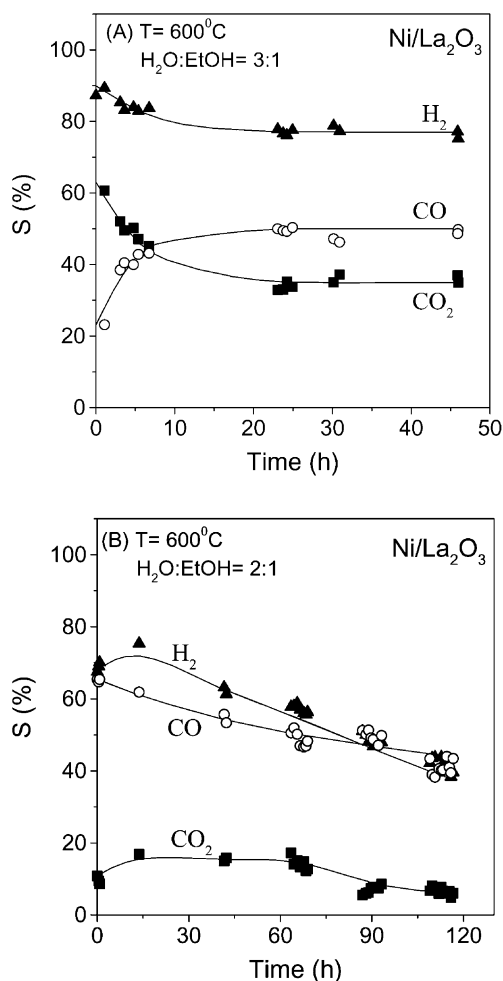 (A) T= 600⁰C
Ni/La₂O₃
H₂O:EtOH= 3:1
100
80
60
40
20
0
S (%)
H₂
CO
CO₂
0 10 20 30 40 50
Time (h)
(B) T= 600⁰C
Ni/La₂O₃
H₂O:EtOH= 2:1
100
80
60
40
20
0
S (%)
H₂
CO
CO₂
0 30 60 90 120
Time (h)